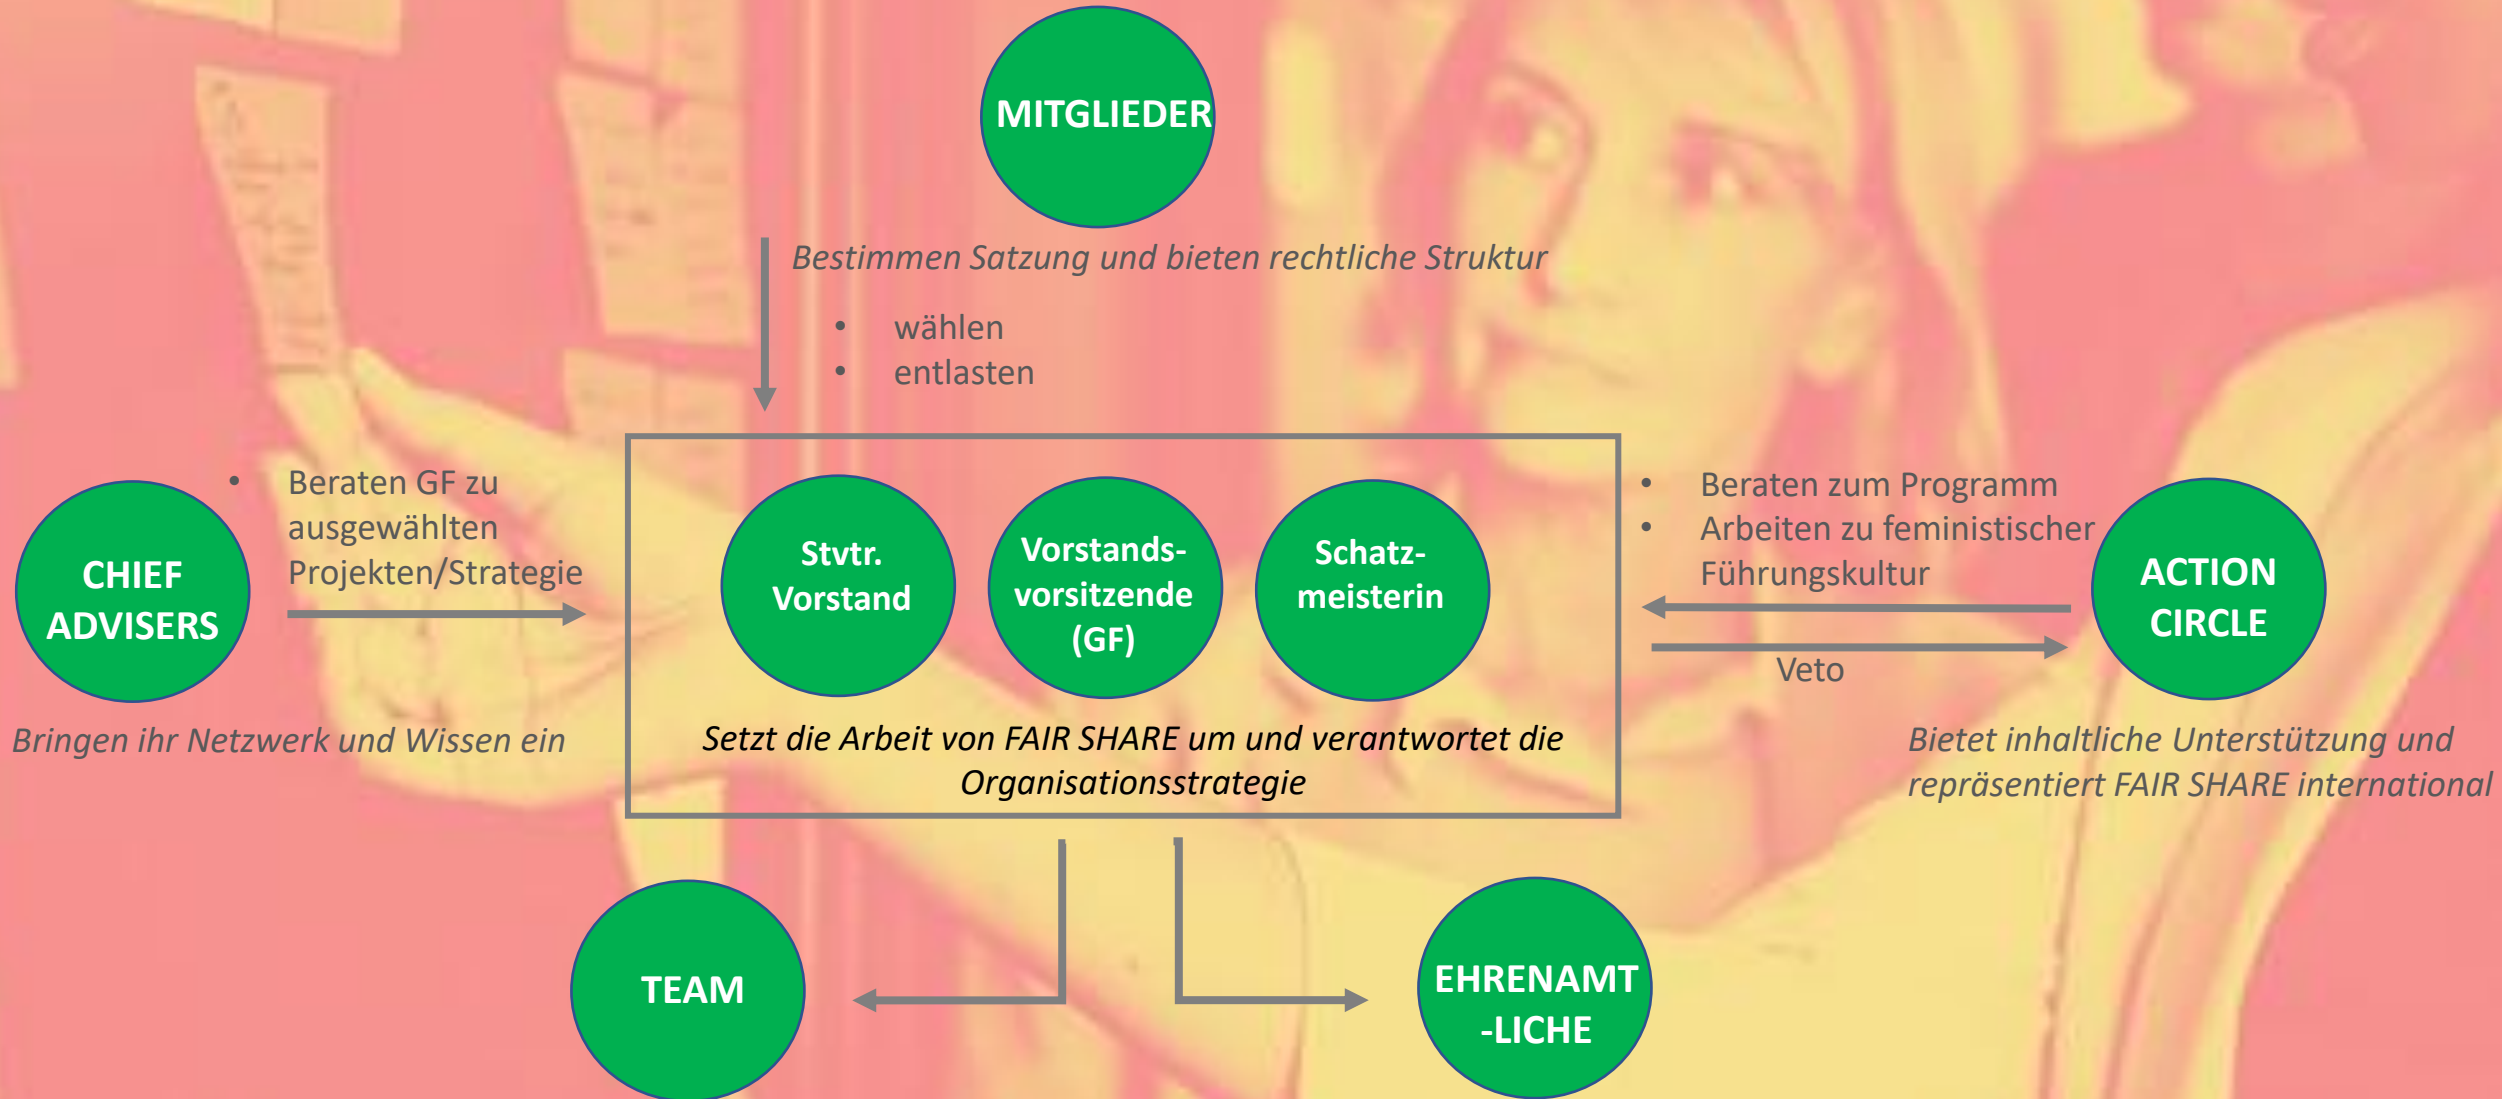 MITGLIEDER
Bestimmen Satzung und bieten rechtliche Struktur
• wählen
• entlasten
CHIEF
ADVISERS
• Beraten GF zu
ausgewählten
Projekten/Strategie
Bringen ihr Netzwerk und Wissen ein
Stvtr.
Vorstand
Vorstands-
vorsitzende
(GF)
Schatz-
meisterin
Setzt die Arbeit von FAIR SHARE um und verantwortet die
Organisationsstrategie
• Beraten zum Programm
• Arbeiten zu feministischer
Führungskultur
Veto
ACTION
CIRCLE
Bietet inhaltliche Unterstützung und
repräsentiert FAIR SHARE international
TEAM
EHRENAMT
-LICHE